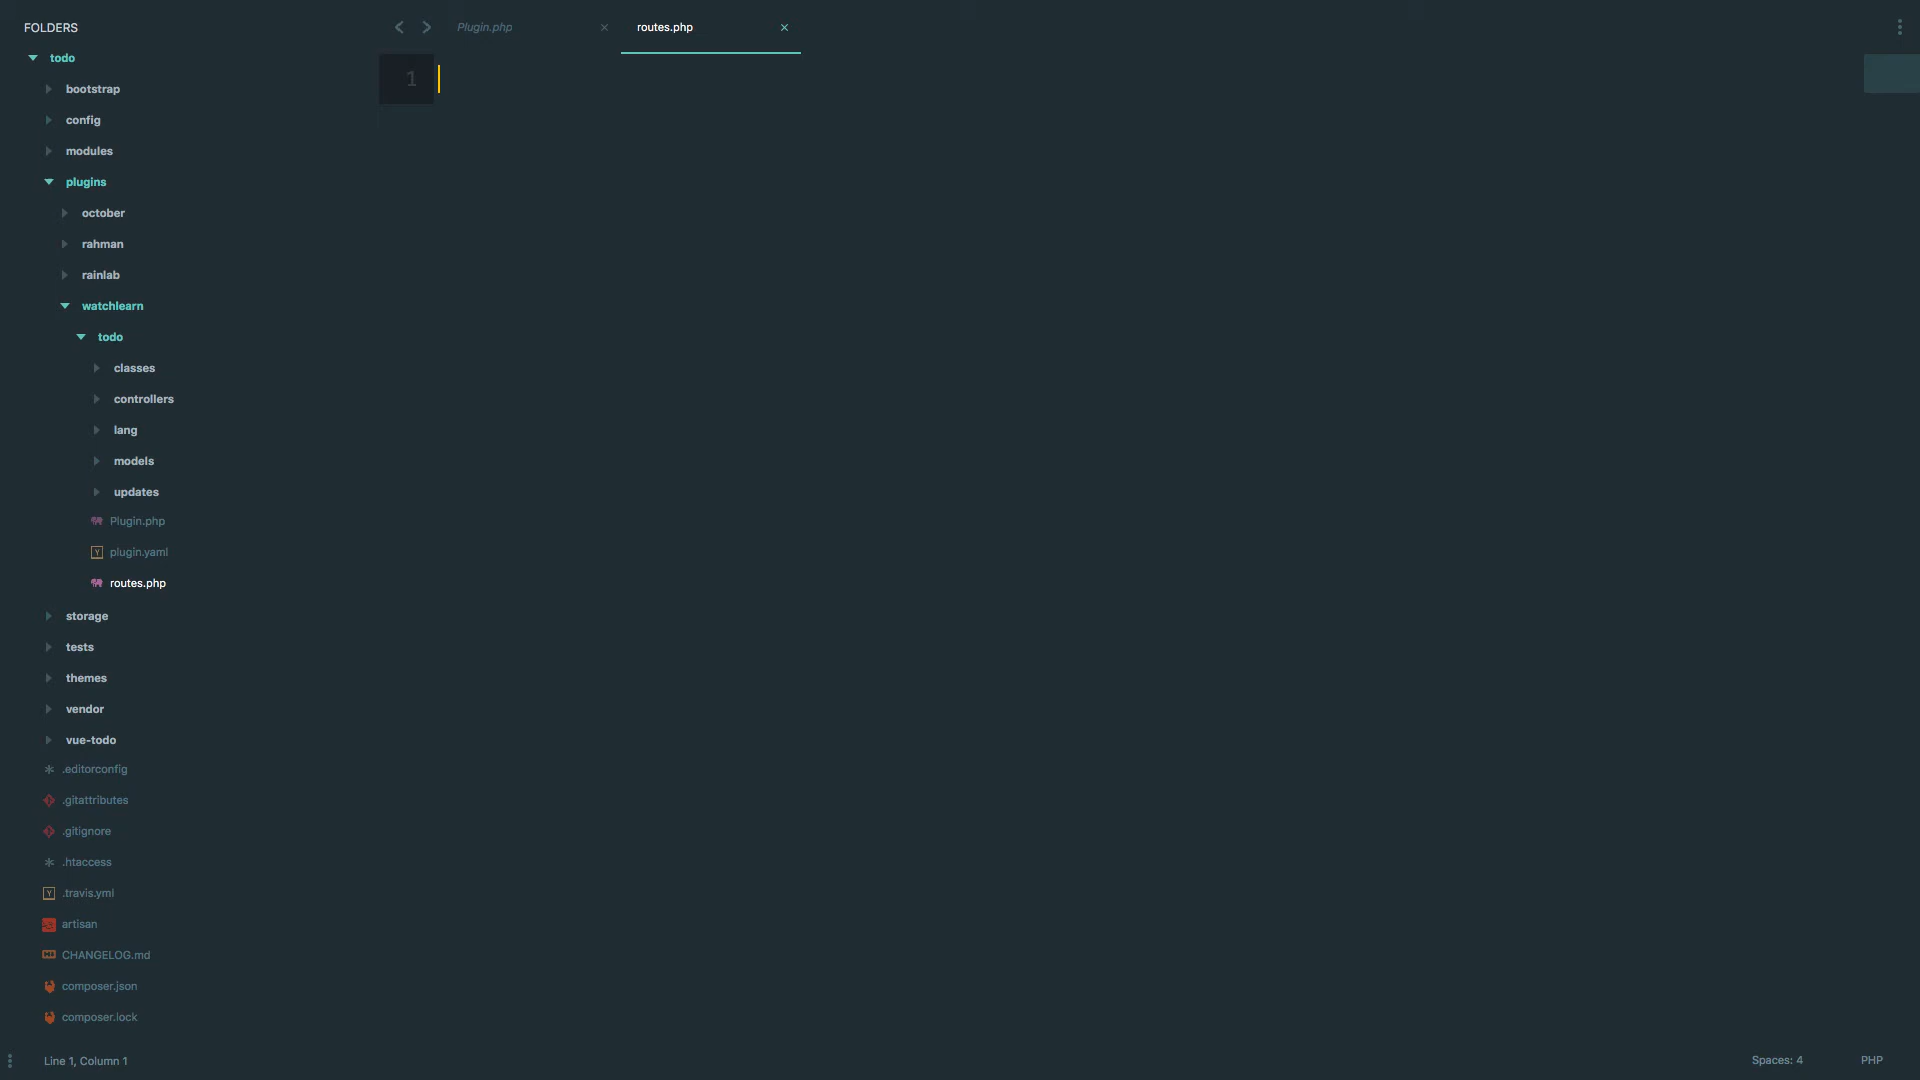 FOLDERS
todo
bootstrap
config
modules
plugins
october
rahman
rainlab
watchlearn
todo
classes
controllers
lang
models
updates
Plugin.php
plugin.yaml
routes.php
storage
tests
themes
vendor
vue-todo
.editorconfig
.gitattributes
.gitignore
.htaccess
.travis.yml
artisan
CHANGELOG.md
composer.json
composer.lock
Plugin.php
routes.php
1
Line 1, Column 1
Spaces: 4
PHP